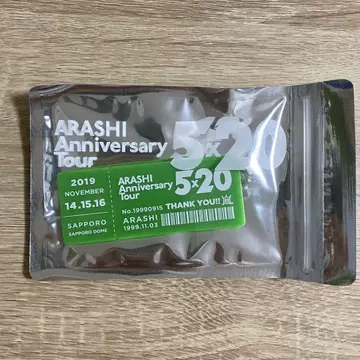 ARASHI
Anniversary
Tour
5×20
2019
NOVEMBER
14.15.16
SAPPORO
SAPPORO DOME
ARASHI
Anniversary
Tour
5×20
No.19990915
THANK YOU!!
ARASHI
1999.11.03